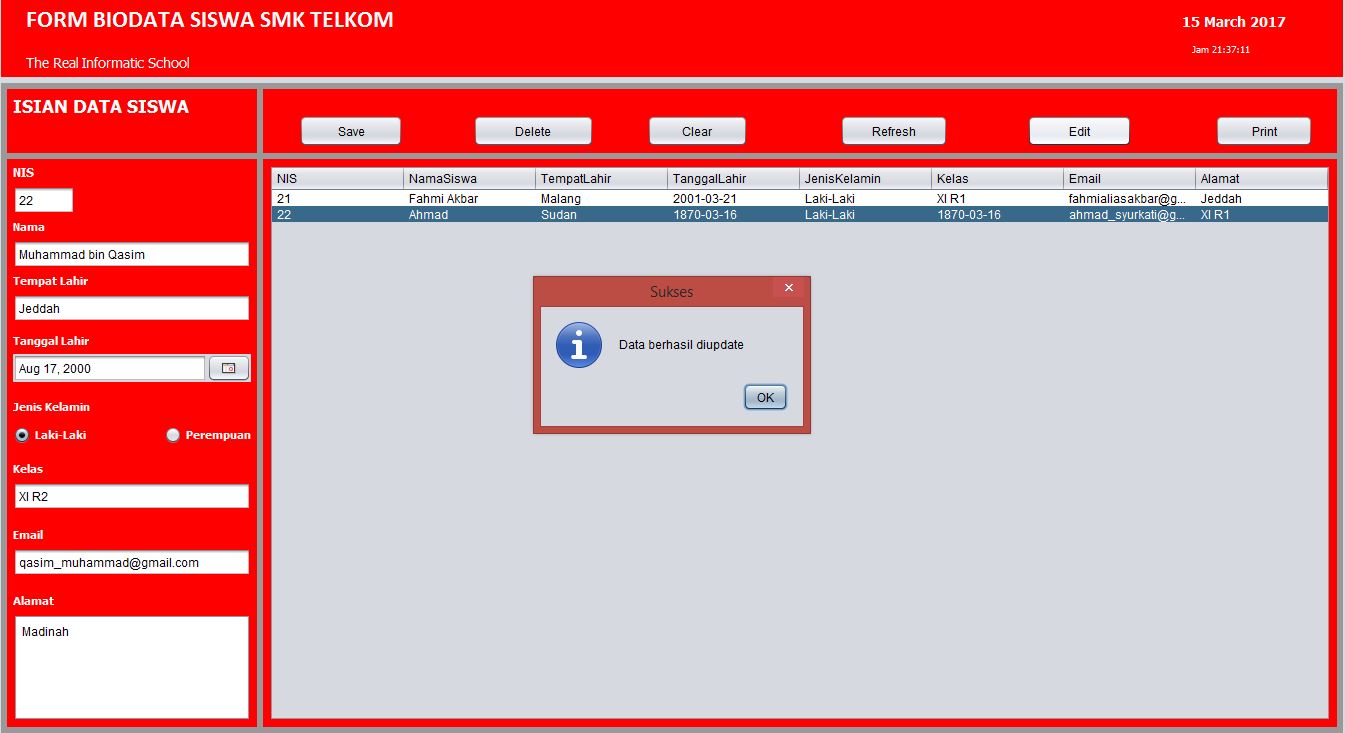 FORM BIODATA SISWA SMK TELKOM
15 March 2017
The Real Informatic School
Jam 21:37:11
ISIAN DATA SISWA
Save Delete Clear Refresh Edit Print
NIS
22
Nama
Muhammad bin Qasim
Tempat Lahir
Jeddah
Tanggal Lahir
Aug 17, 2000
Jenis Kelamin
Laki-Laki Perempuan
Kelas
XI R2
Email
qasim_muhammad@gmail.com
Alamat
Madinah
NIS NamaSiswa TempatLahir TanggalLahir JenisKelamin Kelas Email Alamat
21 Fahmi Akbar Malang 2001-03-21 Laki-Laki XI R1 fahmialiasakbar@g... Jeddah
22 Ahmad Sudan 1870-03-16 Laki-Laki 1870-03-16 ahmad_syurkati@g... XI R1
Sukses
Data berhasil diupdate
OK